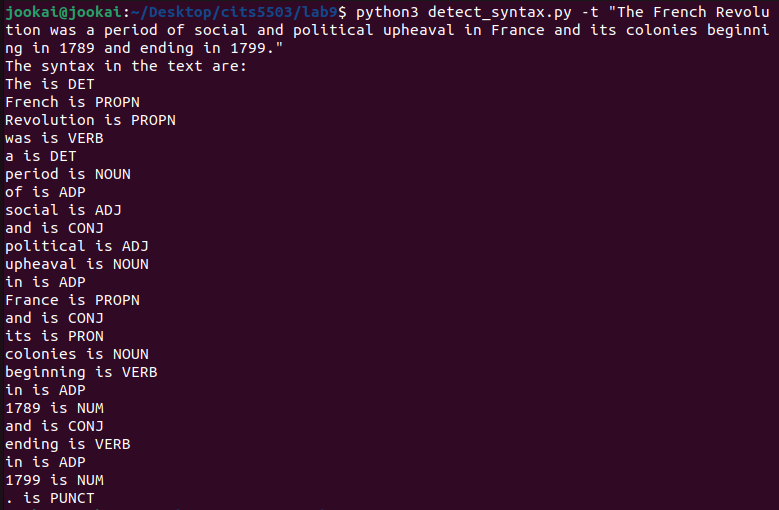 jookai@jookai:~/Desktop/cits5503/lab9$ python3 detect_syntax.py -t "The French Revolu
tion was a period of social and political upheaval in France and its colonies beginni
ng in 1789 and ending in 1799."
The syntax in the text are:
The is DET
French is PROPN
Revolution is PROPN
was is VERB
a is DET
period is NOUN
of is ADP
social is ADJ
and is CONJ
political is ADJ
upheaval is NOUN
in is ADP
France is PROPN
and is CONJ
its is PRON
colonies is NOUN
beginning is VERB
in is ADP
1789 is NUM
and is CONJ
ending is VERB
in is ADP
1799 is NUM
. is PUNCT